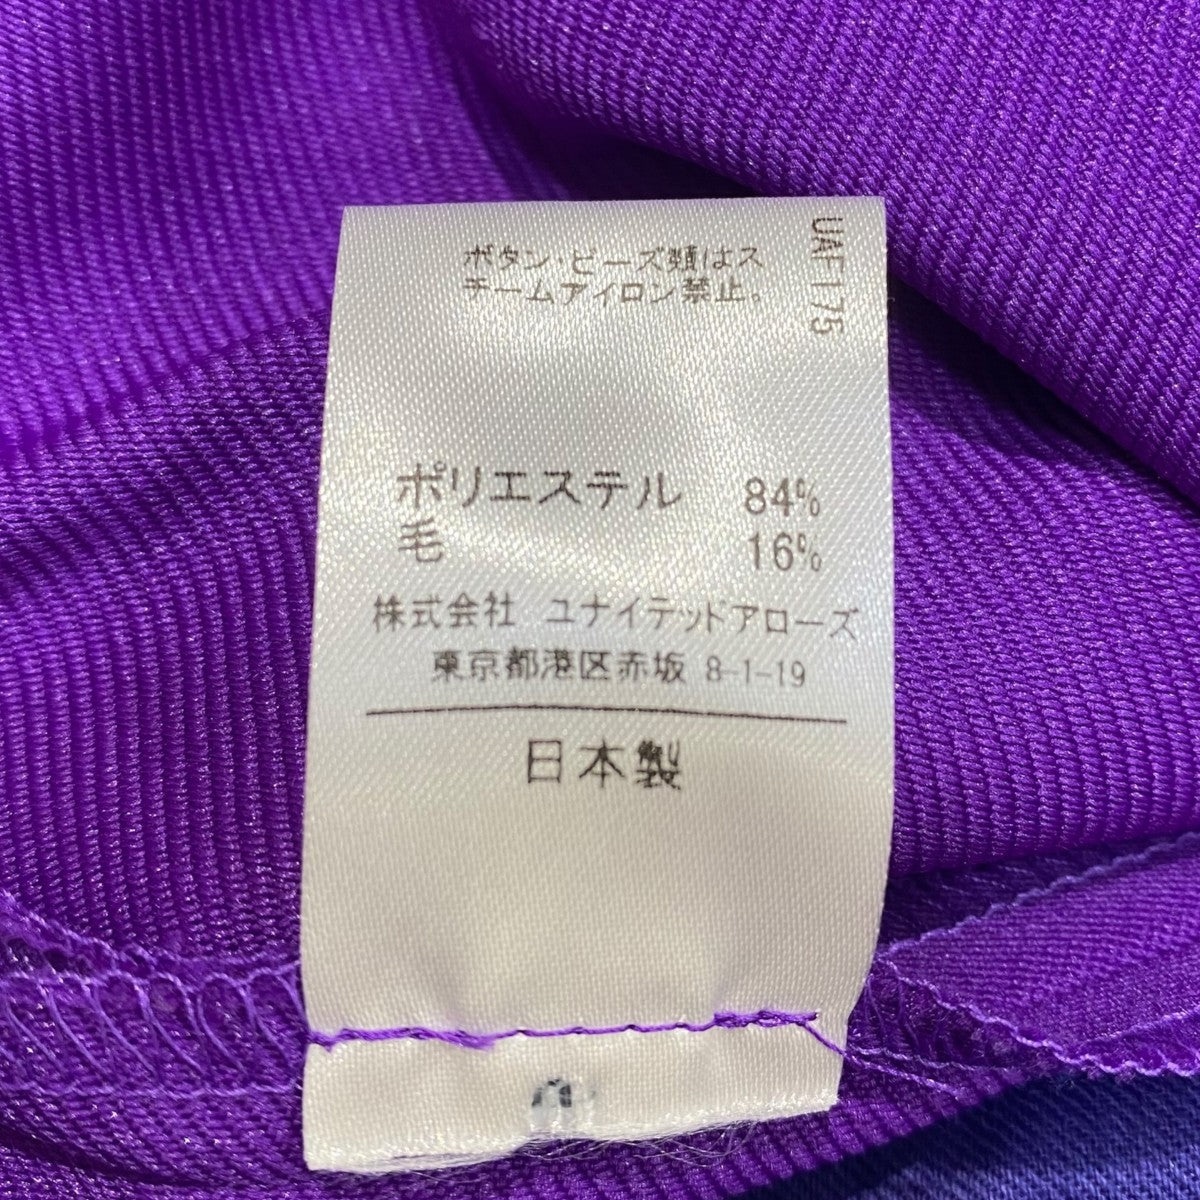 ボタン・ビーズ類はス
チームアイロン禁止。
UAF175
ポリエステル 84%
毛 16%
株式会社 ユナイテッドアローズ
東京都港区赤坂 8-1-19
日本製